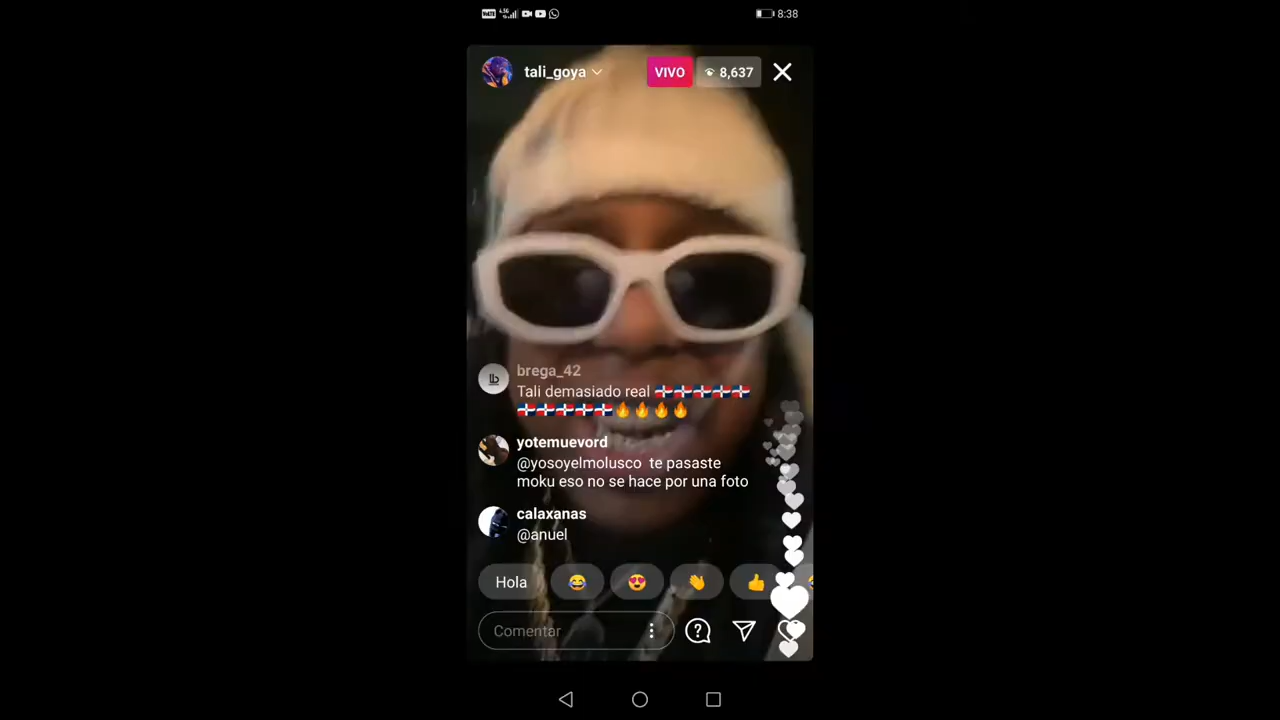 8:38
tali_goya
VIVO
8,637
brega_42
Tali demasiado real 🇩🇴🇩🇴🇩🇴🇩🇴🇩🇴
🇩🇴🇩🇴🇩🇴🇩🇴🇩🇴🔥🔥🔥🔥
yotemuevord
@yosoyelmolusco te pasaste
moku eso no se hace por una foto
calaxanas
@anuel
Hola 😂 😍 👏 👍
Comentar